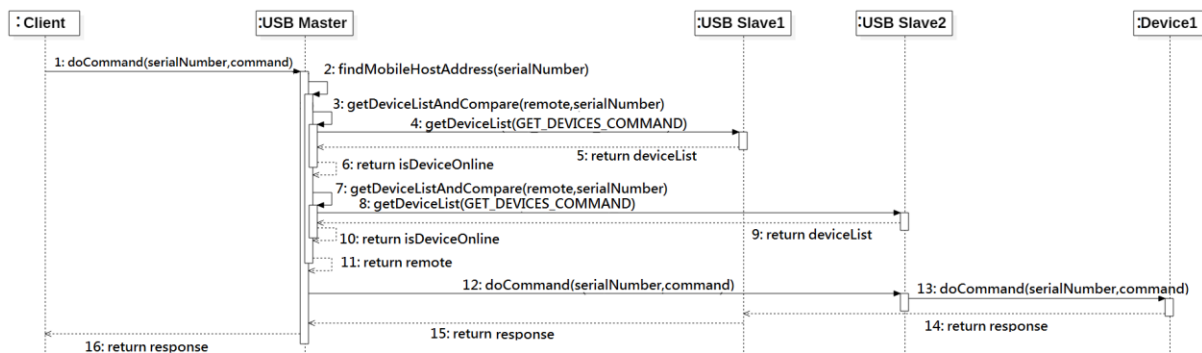 :Client
:USB Master
:USB Slave1
:USB Slave2
:Device1
1: doCommand(serialNumber,command)
2: findMobileHostAddress(serialNumber)
3: getDeviceListAndCompare(remote,serialNumber)
4: getDeviceList(GET_DEVICES_COMMAND)
5: return deviceList
6: return isDeviceOnline
7: getDeviceListAndCompare(remote,serialNumber)
8: getDeviceList(GET_DEVICES_COMMAND)
9: return deviceList
10: return isDeviceOnline
11: return remote
12: doCommand(serialNumber,command)
13: doCommand(serialNumber,command)
14: return response
15: return response
16: return response